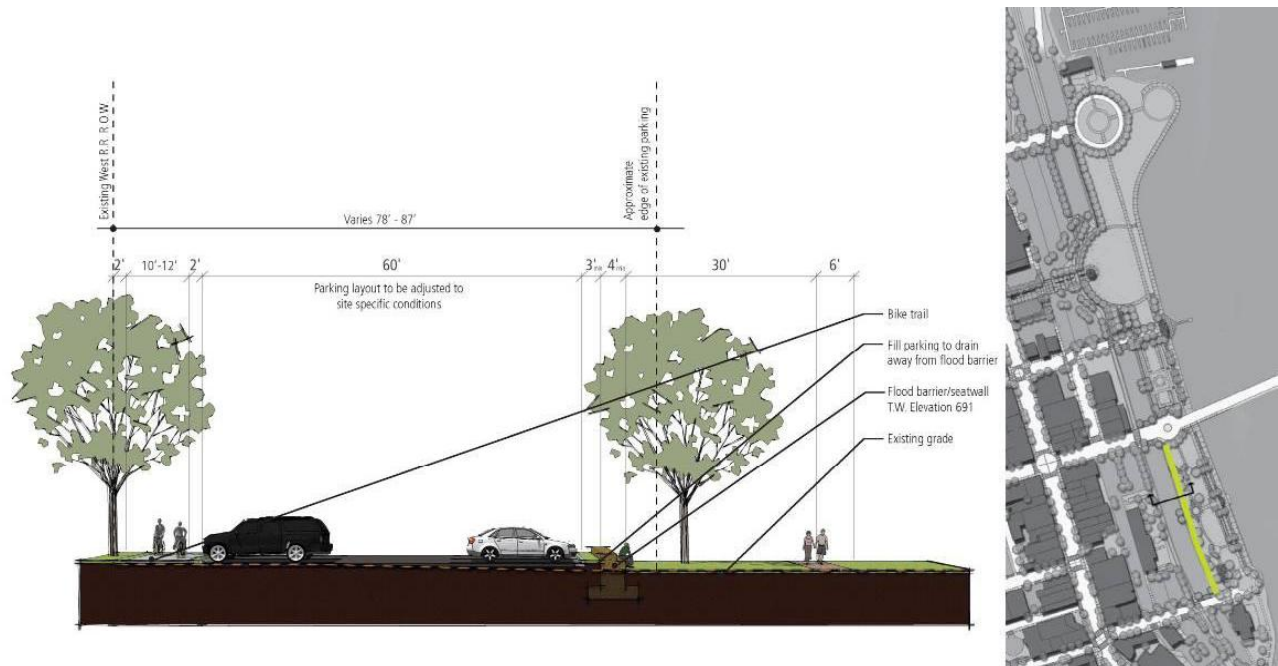 Existing West R.R. R.O.W.
Approximate
edge of existing parking
Varies 78' - 87'
2'
10'-12'
2'
60'
3'
4'
30'
6'
Parking layout to be adjusted to
site specific conditions
Bike trail
Fill parking to drain
away from flood barrier
Flood barrier/seatwall
T.W. Elevation 691
Existing grade